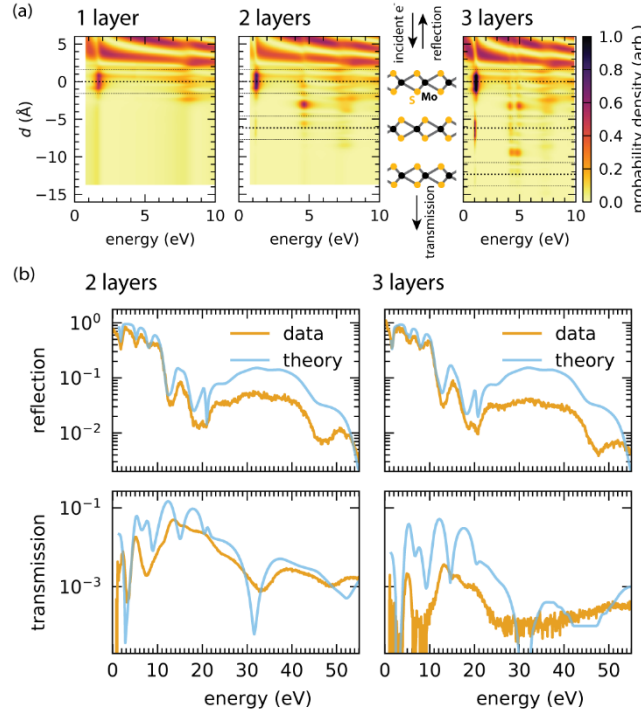 (a)
1 layer
2 layers
3 layers
incident e⁻
reflection
S Mo
transmission
d (Å)
5
0
−5
−10
−15
0 5 10
0 5 10
0 5 10
energy (eV)
energy (eV)
energy (eV)
1.0
0.8
0.6
0.4
0.2
0.0
probability density (arb.)
(b)
2 layers
3 layers
reflection
10⁰
10⁻¹
10⁻²
data
theory
data
theory
transmission
10⁻¹
10⁻³
0 10 20 30 40 50
0 10 20 30 40 50
energy (eV)
energy (eV)